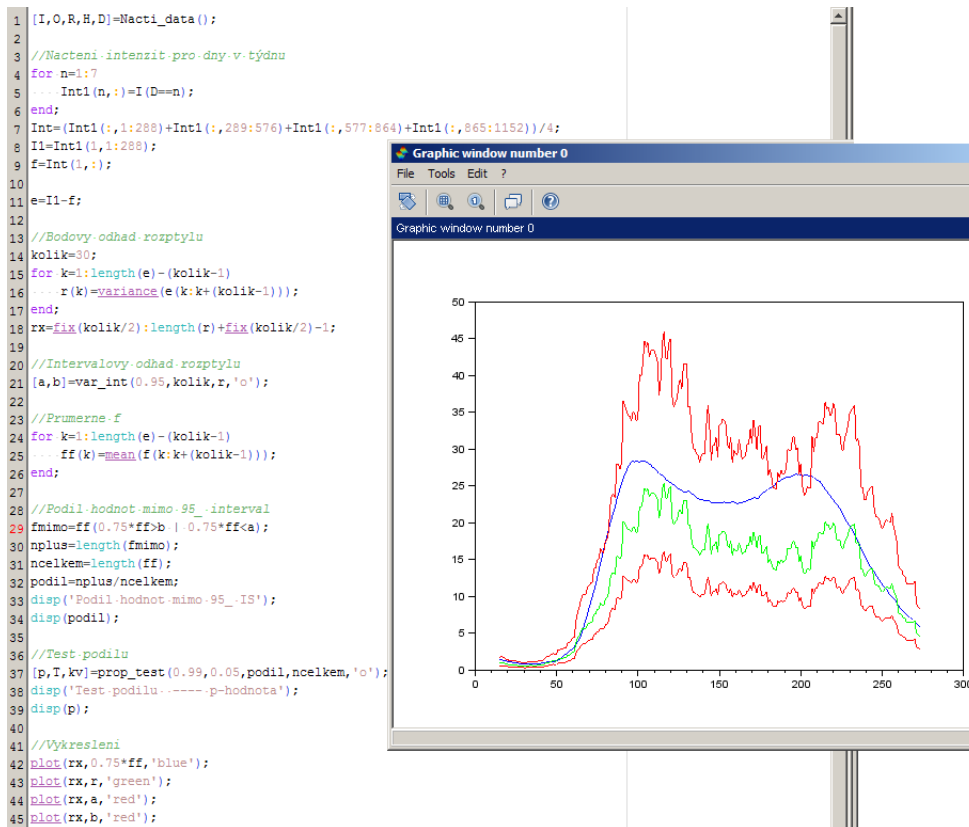 1 [I,O,R,H,D]=Nacti_data();
2
3 //Nacteni intenzit pro dny v týdnu
4 for n=1:7
5 Int1(n,:)=I(D==n);
6 end;
7 Int=(Int1(:,1:288)+Int1(:,289:576)+Int1(:,577:864)+Int1(:,865:1152))/4;
8 I1=Int1(1,1:288);
9 f=Int(1,:);
10
11 e=I1-f;
12
13 //Bodovy odhad rozptylu
14 kolik=30;
15 for k=1:length(e)-(kolik-1)
16 r(k)=variance(e(k:k+(kolik-1)));
17 end;
18 rx=fix(kolik/2):length(r)+fix(kolik/2)-1;
19
20 //Intervalovy odhad rozptylu
21 [a,b]=var_int(0.95,kolik,r,'o');
22
23 //Prumerne f
24 for k=1:length(e)-(kolik-1)
25 ff(k)=mean(f(k:k+(kolik-1)));
26 end;
27
28 //Podil hodnot mimo 95_ interval
29 fmimo=ff(0.75*ff>b | 0.75*ff<a);
30 nplus=length(fmimo);
31 ncelkem=length(ff);
32 podil=nplus/ncelkem;
33 disp('Podil hodnot mimo 95_ IS');
34 disp(podil);
35
36 //Test podilu
37 [p,T,kv]=prop_test(0.99,0.05,podil,ncelkem,'o');
38 disp('Test podilu ---- p-hodnota');
39 disp(p);
40
41 //Vykresleni
42 plot(rx,0.75*ff,'blue');
43 plot(rx,r,'green');
44 plot(rx,a,'red');
45 plot(rx,b,'red');
Graphic window number 0
File Tools Edit ?
Graphic window number 0
50
45
40
35
30
25
20
15
10
5
0
0 50 100 150 200 250 300